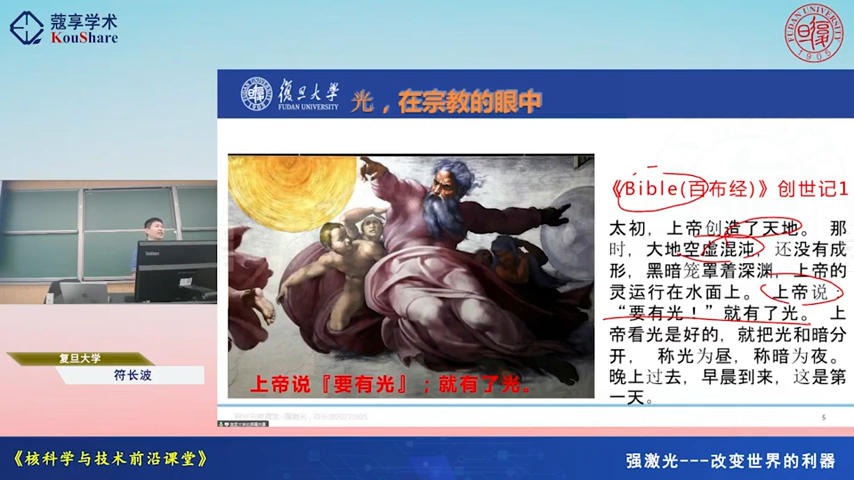 蔻享学术
KouShare
FUDAN UNIVERSITY
1905
復旦大學
FUDAN UNIVERSITY
光，在宗教的眼中
《Bible(百布经)》创世记1
太初，上帝创造了天地。 那
时，大地空虚混沌，还没有成
形，黑暗笼罩着深渊，上帝的
灵运行在水面上。上帝说：
“要有光！”就有了光。 上
帝看光是好的，就把光和暗分
开， 称光为昼，称暗为夜。
晚上过去，早晨到来，这是第
一天。
上帝说『要有光』；就有了光。
5
复旦大学
符长波
《核科学与技术前沿课堂》
强激光---改变世界的利器